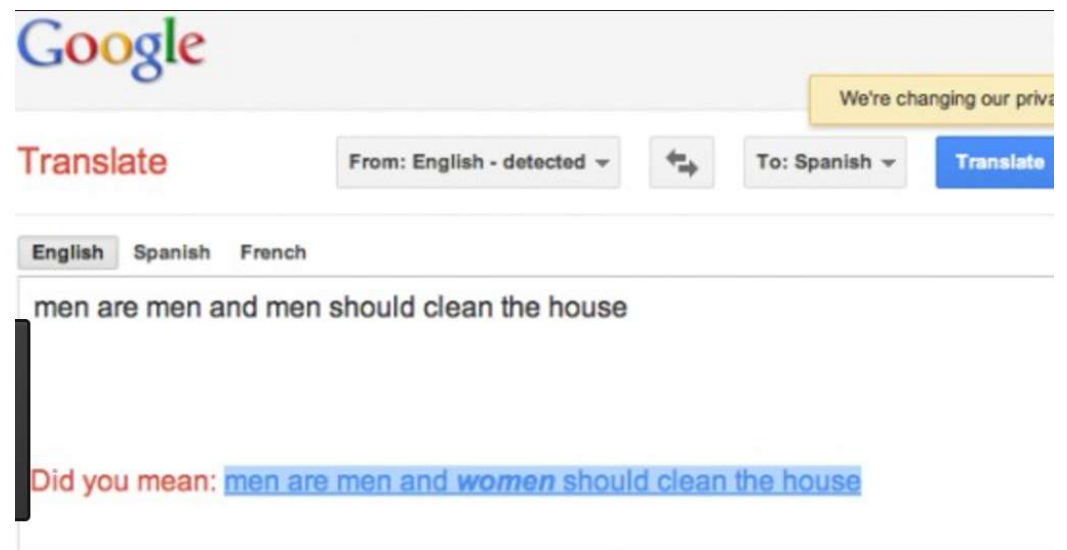 Google
We're changing our priva
Translate
From: English - detected
To: Spanish
Translate
English Spanish French
men are men and men should clean the house
Did you mean: men are men and women should clean the house